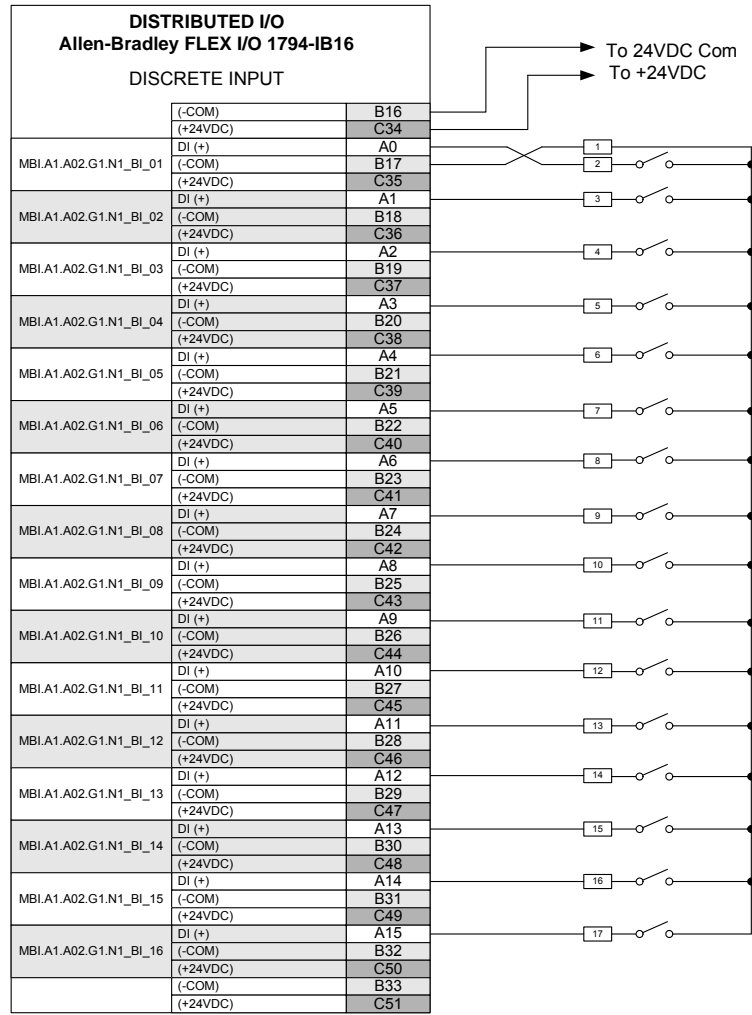 DISTRIBUTED I/O
Allen-Bradley FLEX I/O 1794-IB16
DISCRETE INPUT
To 24VDC Com
To +24VDC
(-COM) B16
(+24VDC) C34
DI (+) A0 1
MBI.A1.A02.G1.N1_BI_01 (-COM) B17 2
(+24VDC) C35
DI (+) A1 3
MBI.A1.A02.G1.N1_BI_02 (-COM) B18
(+24VDC) C36
DI (+) A2 4
MBI.A1.A02.G1.N1_BI_03 (-COM) B19
(+24VDC) C37
DI (+) A3 5
MBI.A1.A02.G1.N1_BI_04 (-COM) B20
(+24VDC) C38
DI (+) A4 6
MBI.A1.A02.G1.N1_BI_05 (-COM) B21
(+24VDC) C39
DI (+) A5 7
MBI.A1.A02.G1.N1_BI_06 (-COM) B22
(+24VDC) C40
DI (+) A6 8
MBI.A1.A02.G1.N1_BI_07 (-COM) B23
(+24VDC) C41
DI (+) A7 9
MBI.A1.A02.G1.N1_BI_08 (-COM) B24
(+24VDC) C42
DI (+) A8 10
MBI.A1.A02.G1.N1_BI_09 (-COM) B25
(+24VDC) C43
DI (+) A9 11
MBI.A1.A02.G1.N1_BI_10 (-COM) B26
(+24VDC) C44
DI (+) A10 12
MBI.A1.A02.G1.N1_BI_11 (-COM) B27
(+24VDC) C45
DI (+) A11 13
MBI.A1.A02.G1.N1_BI_12 (-COM) B28
(+24VDC) C46
DI (+) A12 14
MBI.A1.A02.G1.N1_BI_13 (-COM) B29
(+24VDC) C47
DI (+) A13 15
MBI.A1.A02.G1.N1_BI_14 (-COM) B30
(+24VDC) C48
DI (+) A14 16
MBI.A1.A02.G1.N1_BI_15 (-COM) B31
(+24VDC) C49
DI (+) A15 17
MBI.A1.A02.G1.N1_BI_16 (-COM) B32
(+24VDC) C50
(-COM) B33
(+24VDC) C51